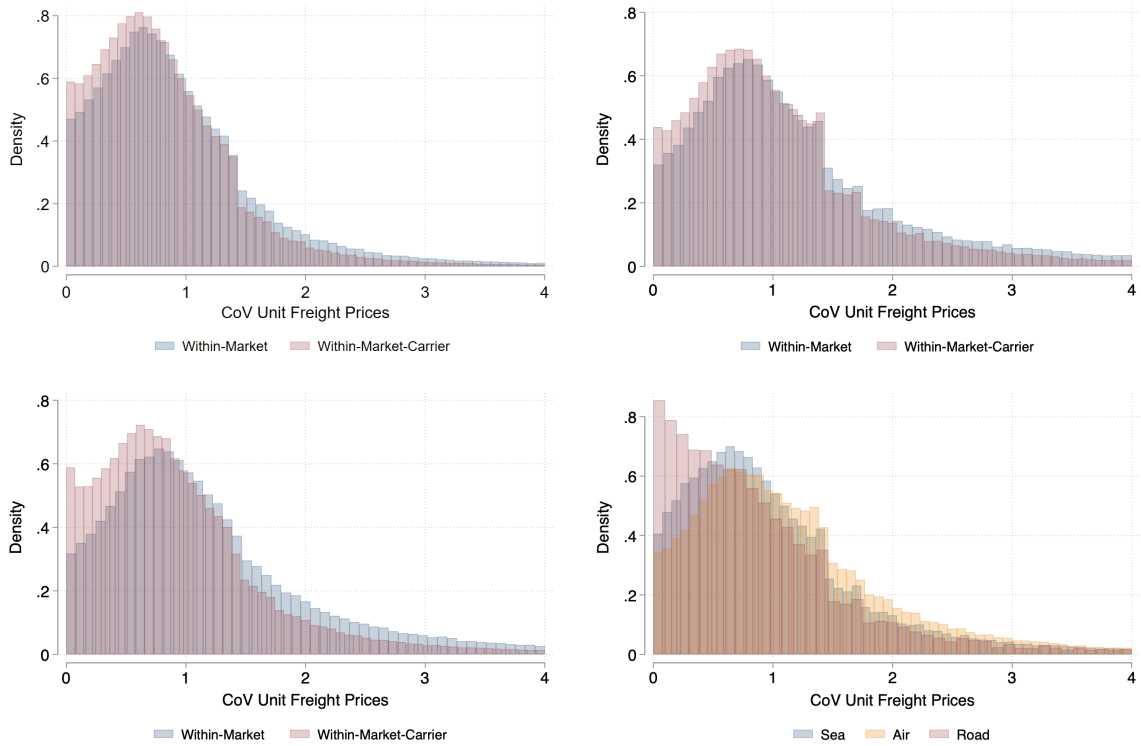 .8
.6
.4
.2
0
Density
0 1 2 3 4
CoV Unit Freight Prices
Within-Market Within-Market-Carrier
.8
.6
.4
.2
0
Density
0 1 2 3 4
CoV Unit Freight Prices
Within-Market Within-Market-Carrier
.8
.6
.4
.2
0
Density
0 1 2 3 4
CoV Unit Freight Prices
Within-Market Within-Market-Carrier
.8
.6
.4
.2
0
Density
0 1 2 3 4
CoV Unit Freight Prices
Sea Air Road